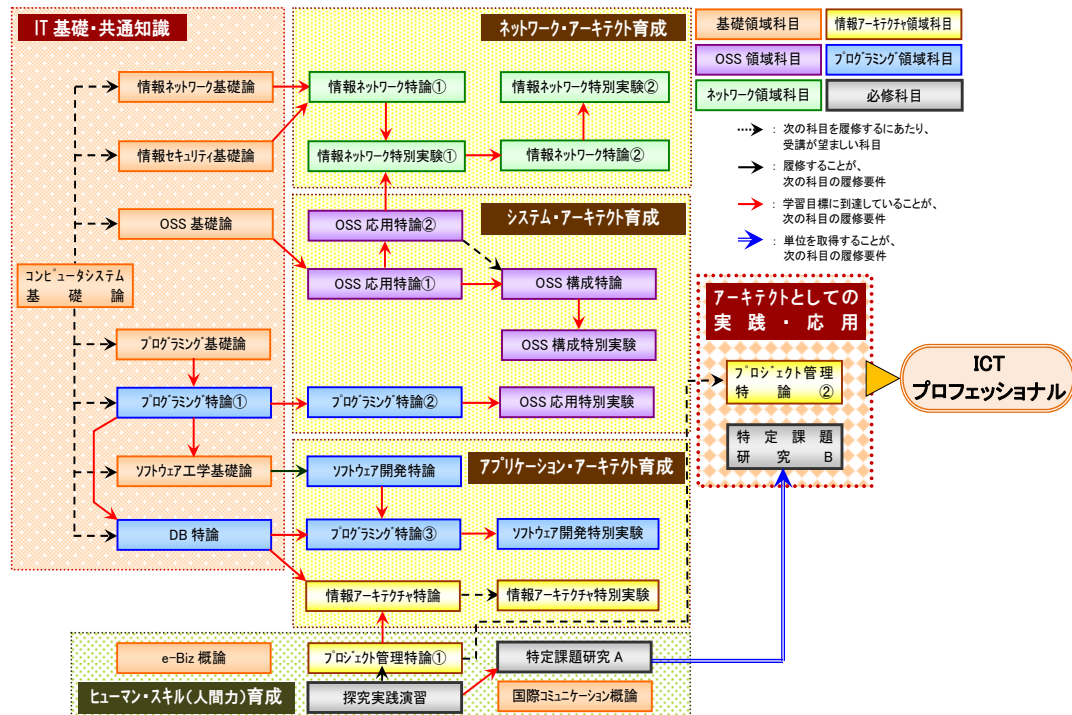 IT 基礎・共通知識
情報ネットワーク基礎論
情報セキュリティ基礎論
OSS 基礎論
コンピュータシステム
基礎論
プログラミング基礎論
プログラミング特論①
ソフトウェア工学基礎論
DB 特論
ネットワーク・アーキテクト育成
情報ネットワーク特論①
情報ネットワーク特別実験②
情報ネットワーク特別実験①
情報ネットワーク特論②
システム・アーキテクト育成
OSS 応用特論②
OSS 応用特論①
OSS 構成特論
OSS 構成特別実験
プログラミング特論②
OSS 応用特別実験
アプリケーション・アーキテクト育成
ソフトウェア開発特論
プログラミング特論③
ソフトウェア開発特別実験
情報アーキテクチャ特論
情報アーキテクチャ特別実験
e-Biz 概論
プロジェクト管理特論①
特定課題研究 A
ヒューマン・スキル(人間力)育成
探究実践演習
国際コミュニケーション概論
基礎領域科目
情報アーキテクチャ領域科目
OSS 領域科目
プログラミング領域科目
ネットワーク領域科目
必修科目
: 次の科目を履修するにあたり、
受講が望ましい科目
: 履修することが、
次の科目の履修要件
: 学習目標に到達していることが、
次の科目の履修要件
: 単位を取得することが、
次の科目の履修要件
アーキテクトとしての
実践・応用
プロジェクト管理
特論②
特定課題
研究B
ICT
プロフェッショナル